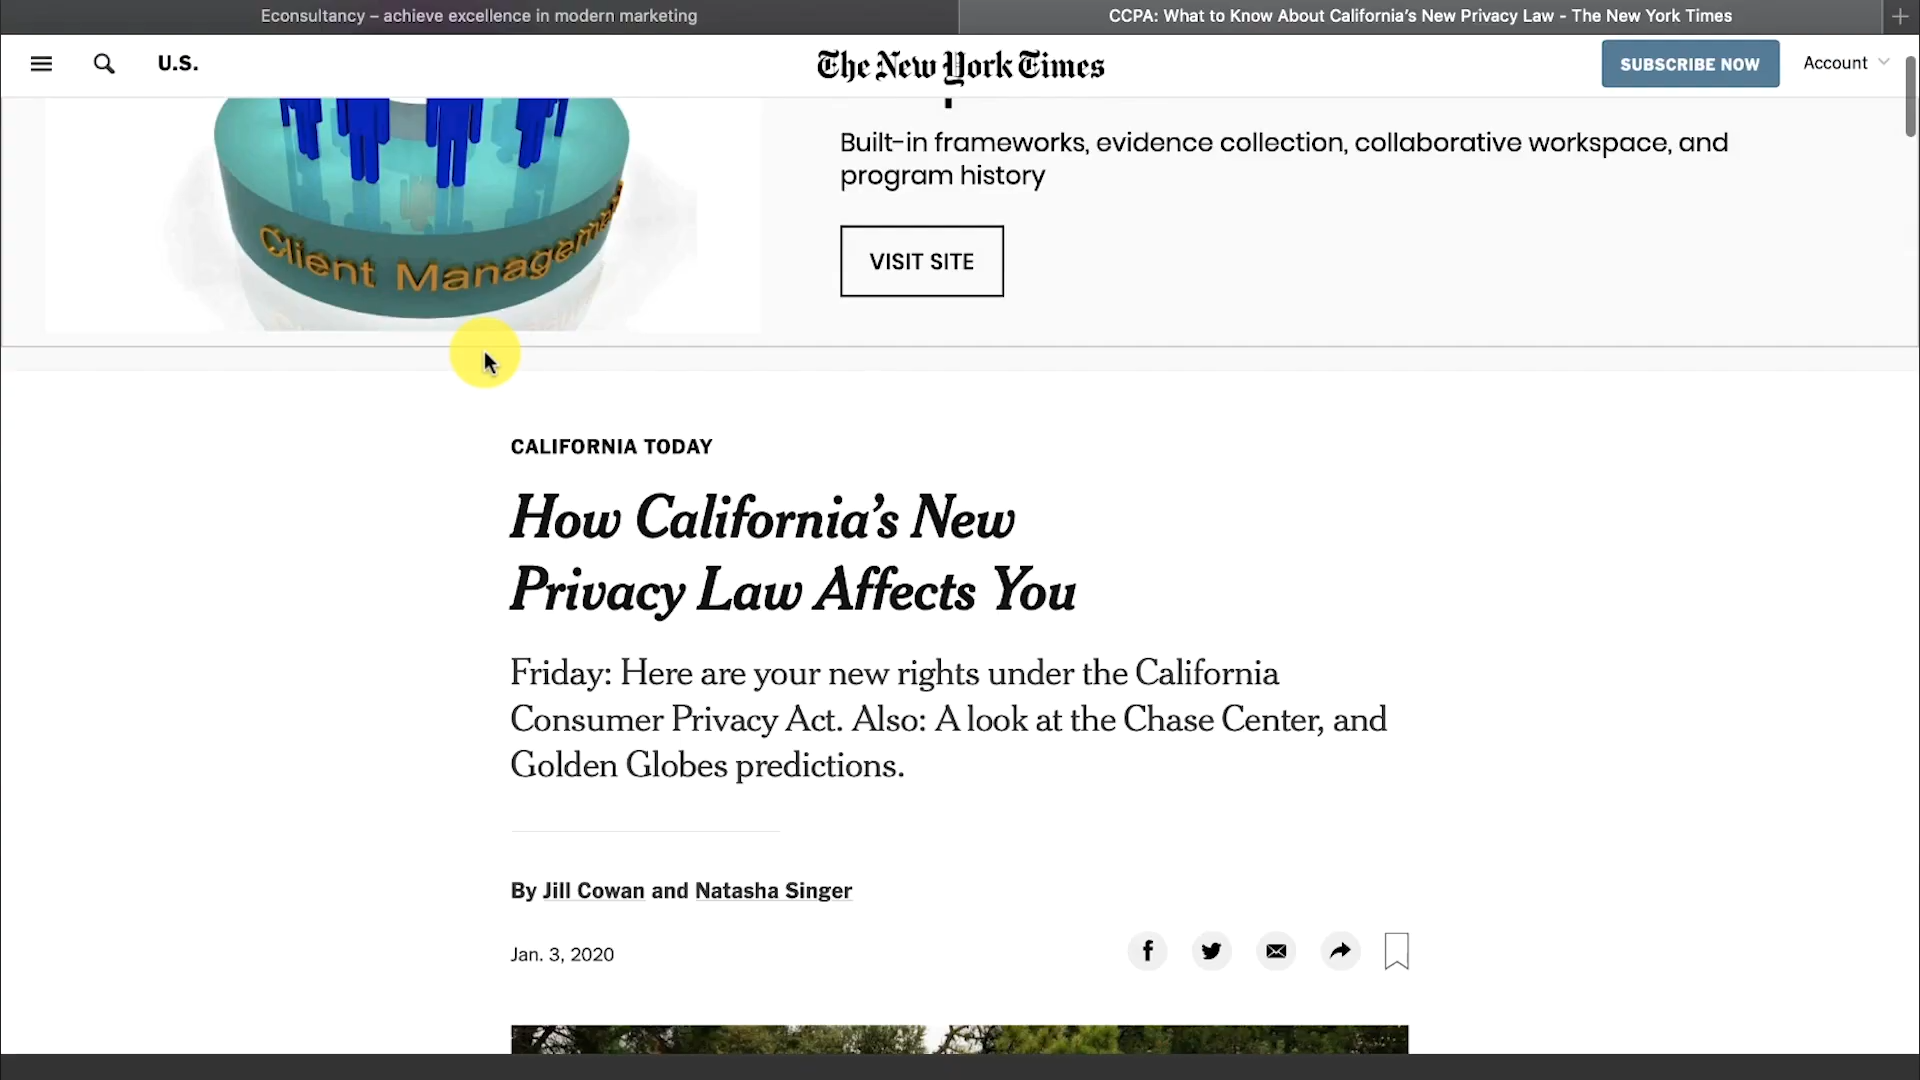 Econsultancy – achieve excellence in modern marketing
CCPA: What to Know About California's New Privacy Law - The New York Times
U.S.
The New York Times
SUBSCRIBE NOW
Account
Built-in frameworks, evidence collection, collaborative workspace, and
program history
VISIT SITE
Client Management
CALIFORNIA TODAY
How California's New
Privacy Law Affects You
Friday: Here are your new rights under the California
Consumer Privacy Act. Also: A look at the Chase Center, and
Golden Globes predictions.
By Jill Cowan and Natasha Singer
Jan. 3, 2020